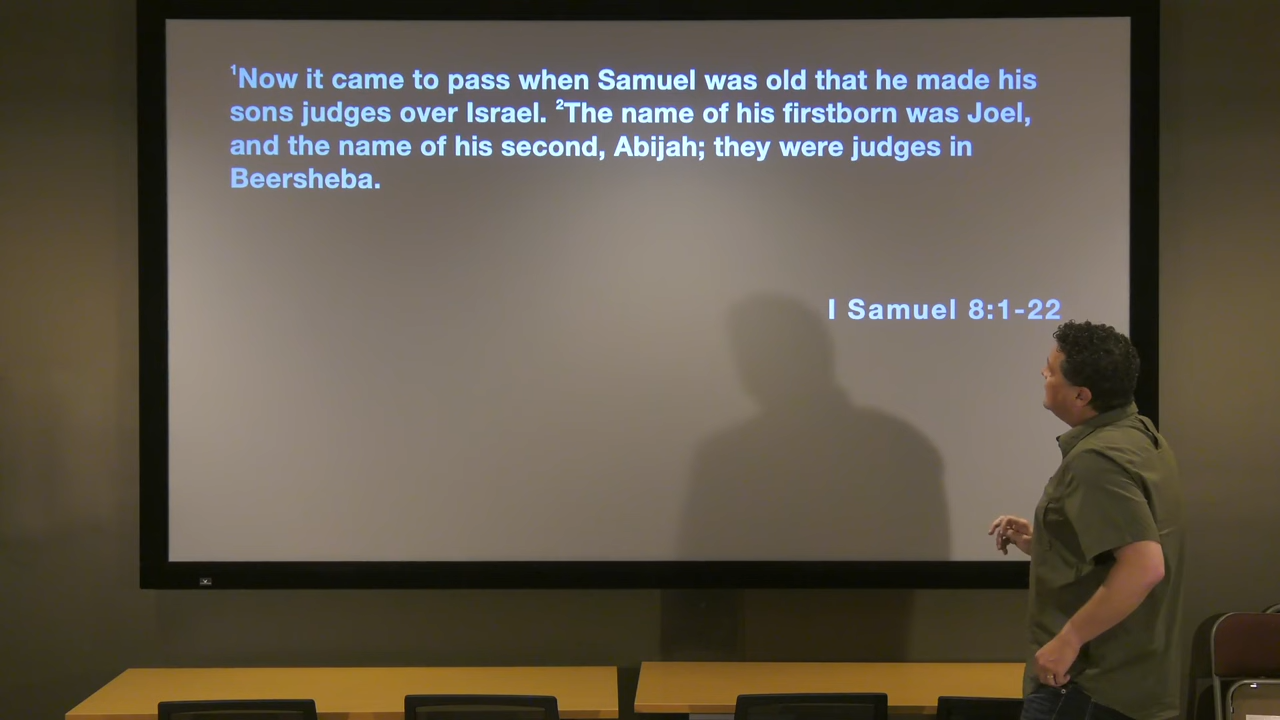 ¹Now it came to pass when Samuel was old that he made his
sons judges over Israel. ²The name of his firstborn was Joel,
and the name of his second, Abijah; they were judges in
Beersheba.
I Samuel 8:1-22